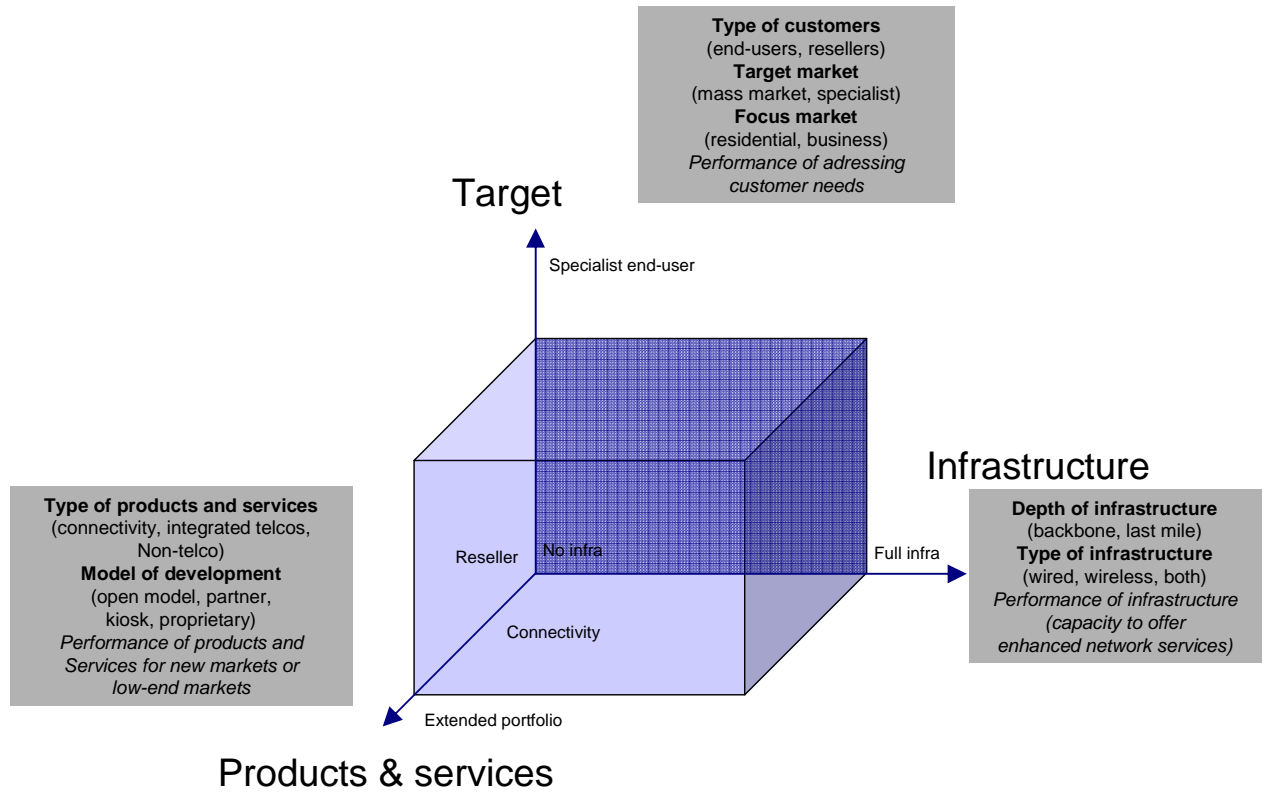 Type of customers
(end-users, resellers)
Target market
(mass market, specialist)
Focus market
(residential, business)
Performance of adressing
customer needs
Target
Specialist end-user
Infrastructure
Type of products and services
(connectivity, integrated telcos,
Non-telco)
Model of development
(open model, partner,
kiosk, proprietary)
Performance of products and
Services for new markets or
low-end markets
Reseller
No infra
Full infra
Depth of infrastructure
(backbone, last mile)
Type of infrastructure
(wired, wireless, both)
Performance of infrastructure
(capacity to offer
enhanced network services)
Connectivity
Extended portfolio
Products & services